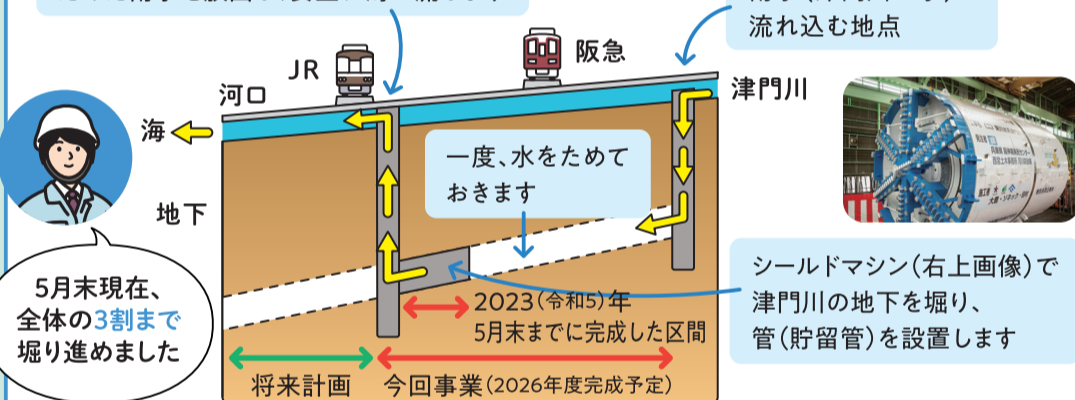 流れ込む地点
JR
阪急
河口
津門川
海
一度、水をためて
おきます
地下
シールドマシン(右上画像)で
津門川の地下を掘り、
管(貯留管)を設置します
5月末現在、
全体の3割まで
掘り進めました
2023(令和5)年
5月末までに完成した区間
将来計画
今回事業(2026年度完成予定)